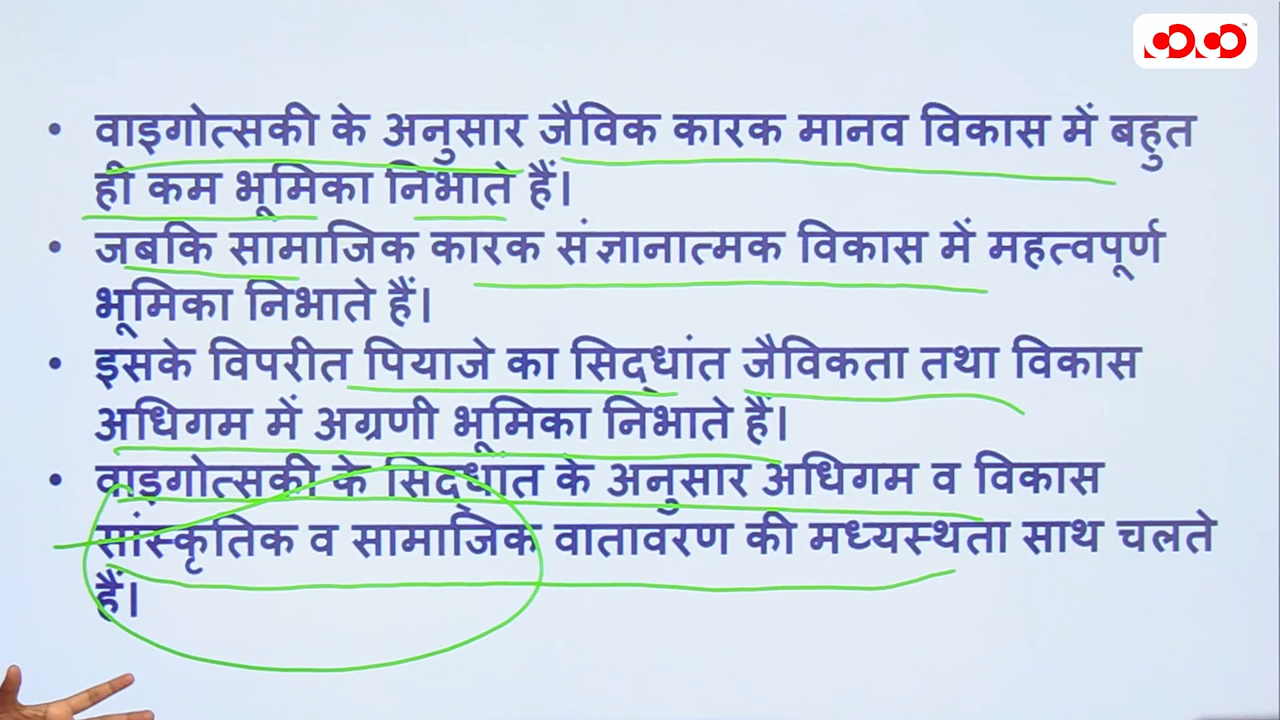 • वाइगोत्सकी के अनुसार जैविक कारक मानव विकास में बहुत
ही कम भूमिका निभाते हैं।
• जबकि सामाजिक कारक संज्ञानात्मक विकास में महत्वपूर्ण
भूमिका निभाते हैं।
• इसके विपरीत पियाजे का सिद्धांत जैविकता तथा विकास
अधिगम में अग्रणी भूमिका निभाते हैं।
• वाइगोत्सकी के सिद्धांत के अनुसार अधिगम व विकास
सांस्कृतिक व सामाजिक वातावरण की मध्यस्थता साथ चलते
हैं।